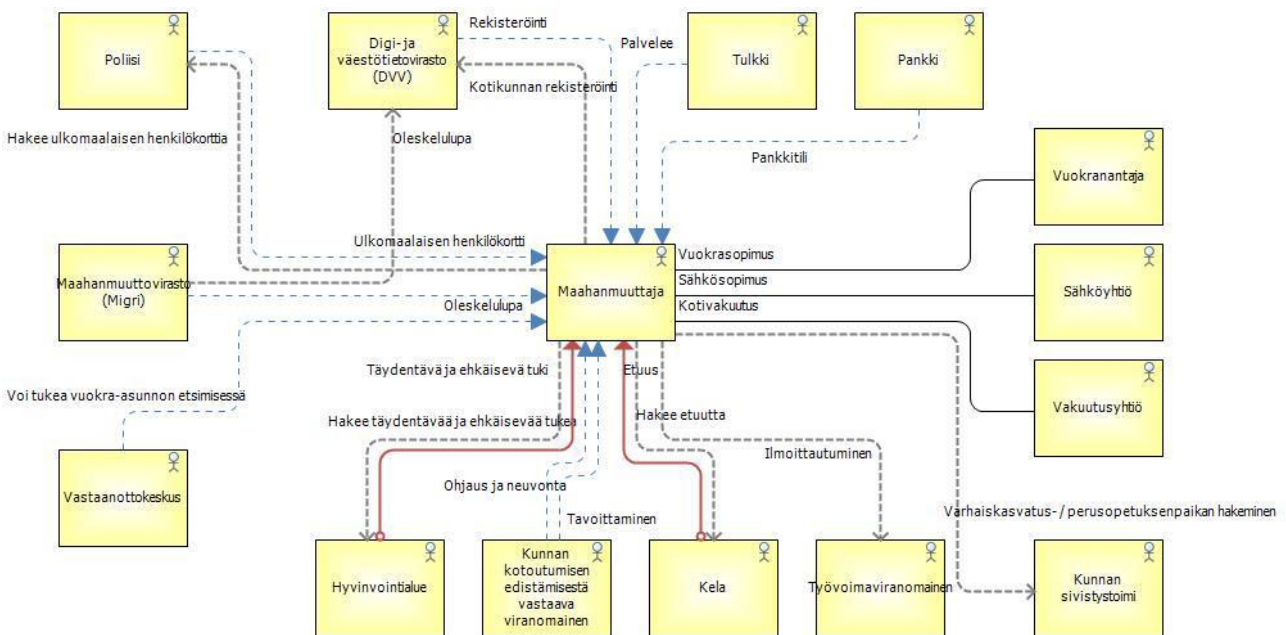 Poliisi
Digi-ja
väestötietovirasto
(DVV)
Rekisteröinti
Kotikunnan rekisteröinti
Palvelee
Tulkki
Pankki
Pankkitili
Hakee ulkomaalaisen henkilökorttia
Oleskelulupa
Vuokranantaja
Ulkomaalaisen henkilökortti
Maahanmuuttovirasto
(Migri)
Oleskelulupa
Maahanmuuttaja
Vuokrasopimus
Sähkösopimus
Kotivakuutus
Sähköyhtiö
Vakuutusyhtiö
Voi tukea vuokra-asunnon etsimisessä
Täydentävä ja ehkäisevä tuki
Etuus
Hakee täydentävää ja ehkäisevää tukea
Hakee etuutta
Ilmoittautuminen
Vastaanottokeskus
Ohjaus ja neuvonta
Tavoittaminen
Varhaiskasvatus- / perusopetuksenpaikan hakeminen
Hyvinvointialue
Kunnan
kotoutumisen
edistämisestä
vastaava
viranomainen
Kela
Työvoimaviranomainen
Kunnan
sivistystoimi